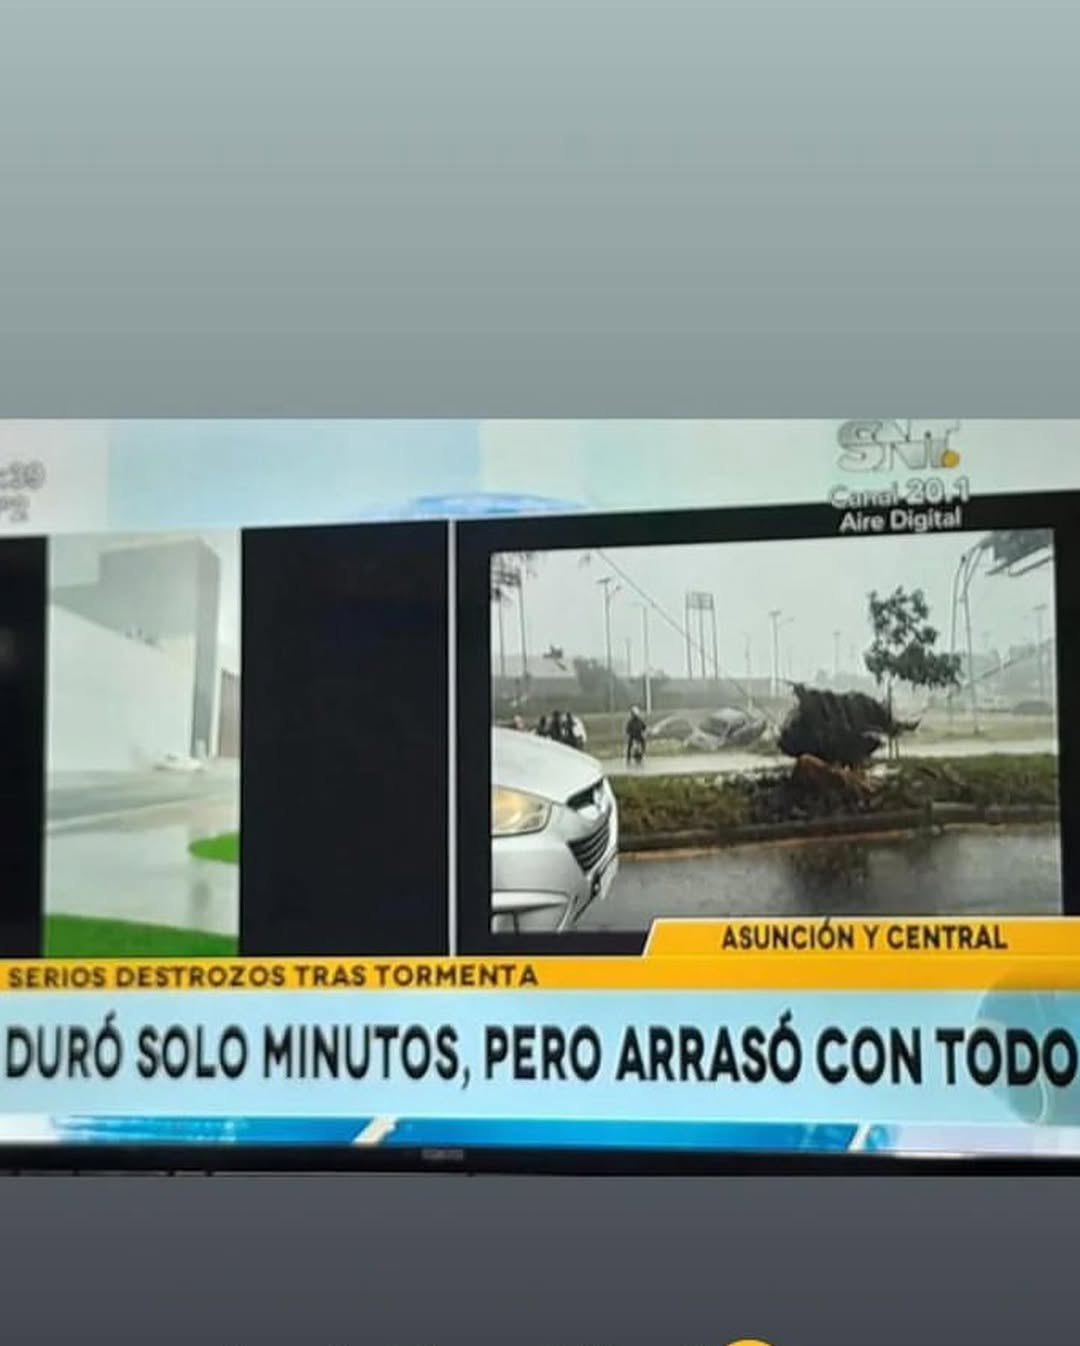 SNT
Canal 20.1
Aire Digital
ASUNCIÓN Y CENTRAL
SERIOS DESTROZOS TRAS TORMENTA
DURÓ SOLO MINUTOS, PERO ARRASÓ CON TODO